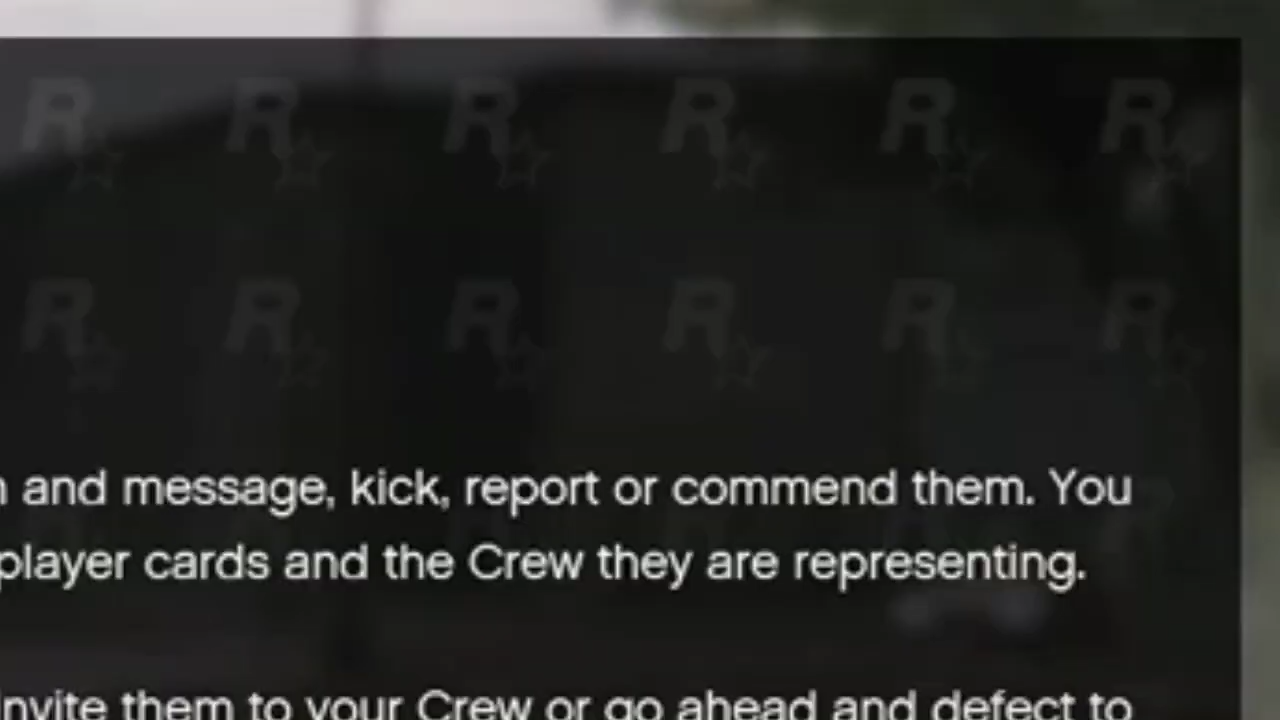 and message, kick, report or commend them. You
player cards and the Crew they are representing.
invite them to your Crew or go ahead and defect to